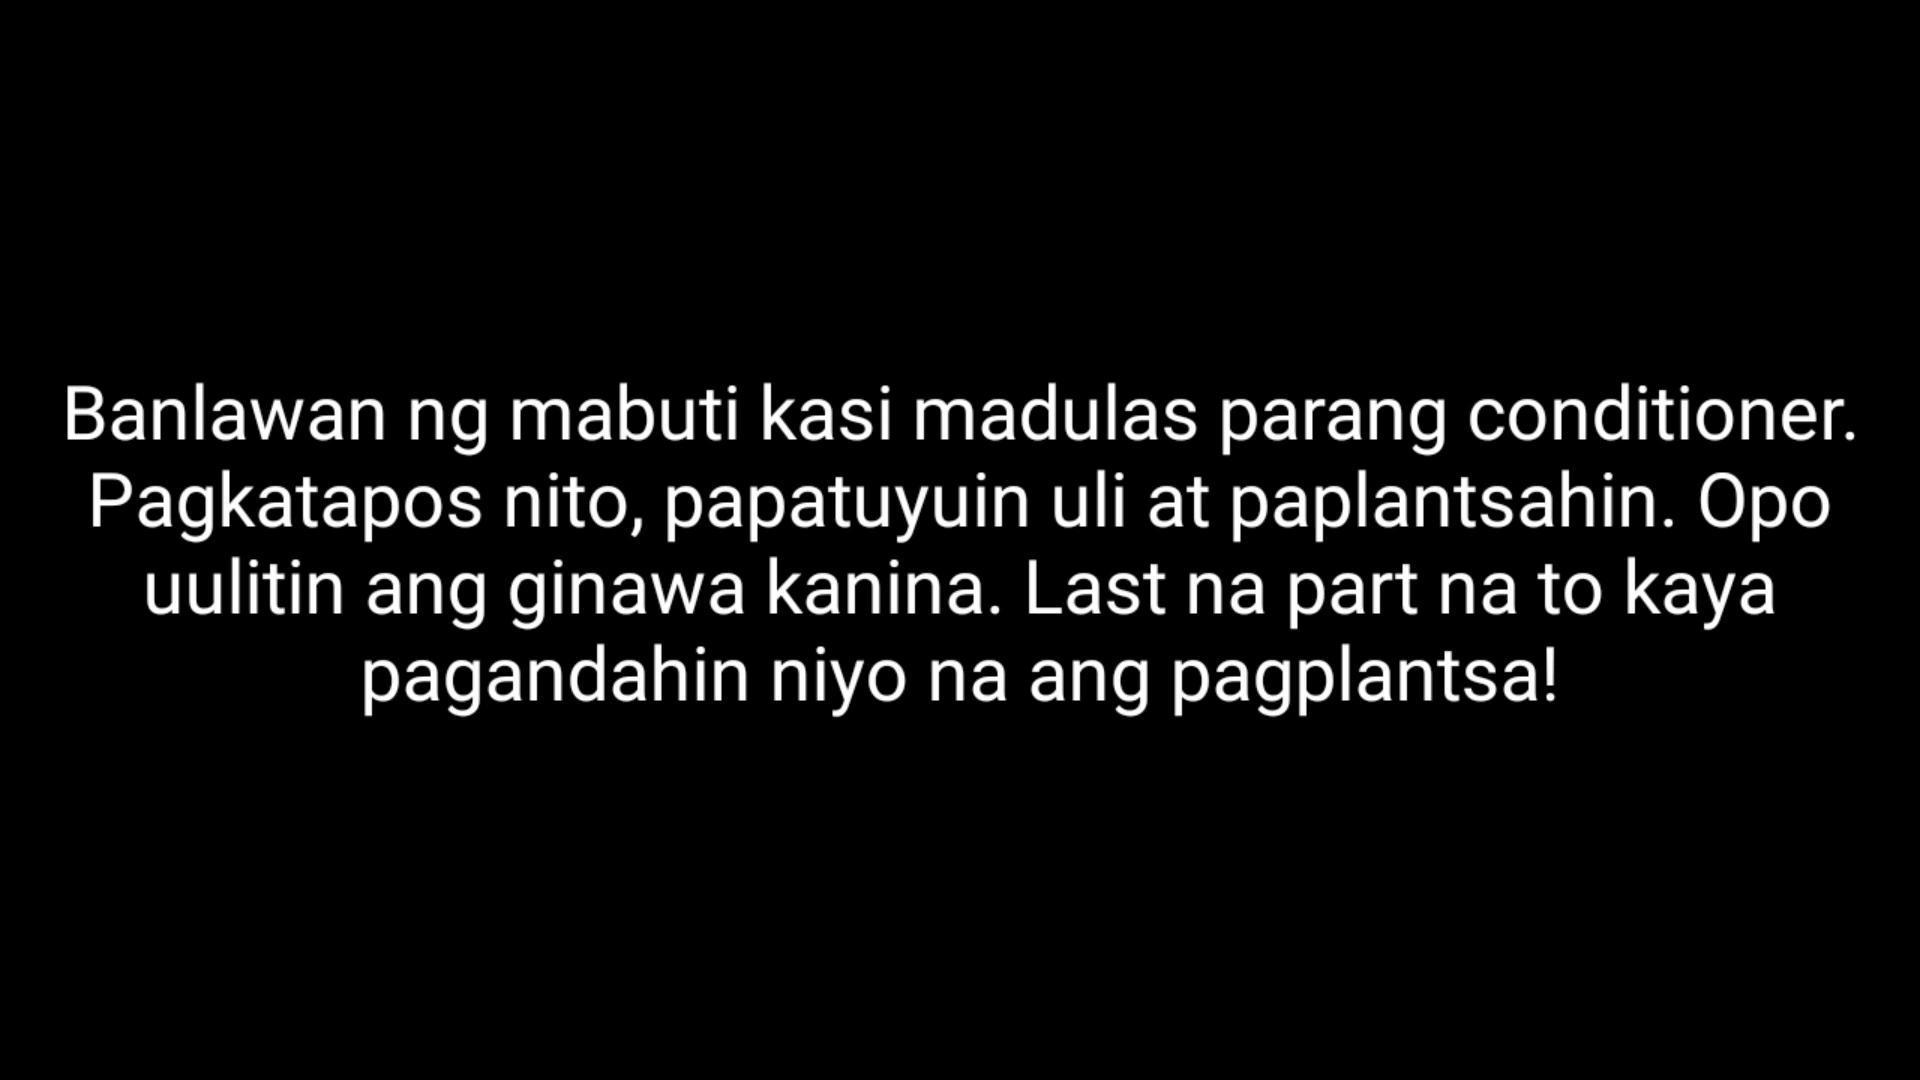 Banlawan ng mabuti kasi madulas parang conditioner.
Pagkatapos nito, papatuyuin uli at paplantsahin. Opo
uulitin ang ginawa kanina. Last na part na to kaya
pagandahin niyo na ang pagplantsa!